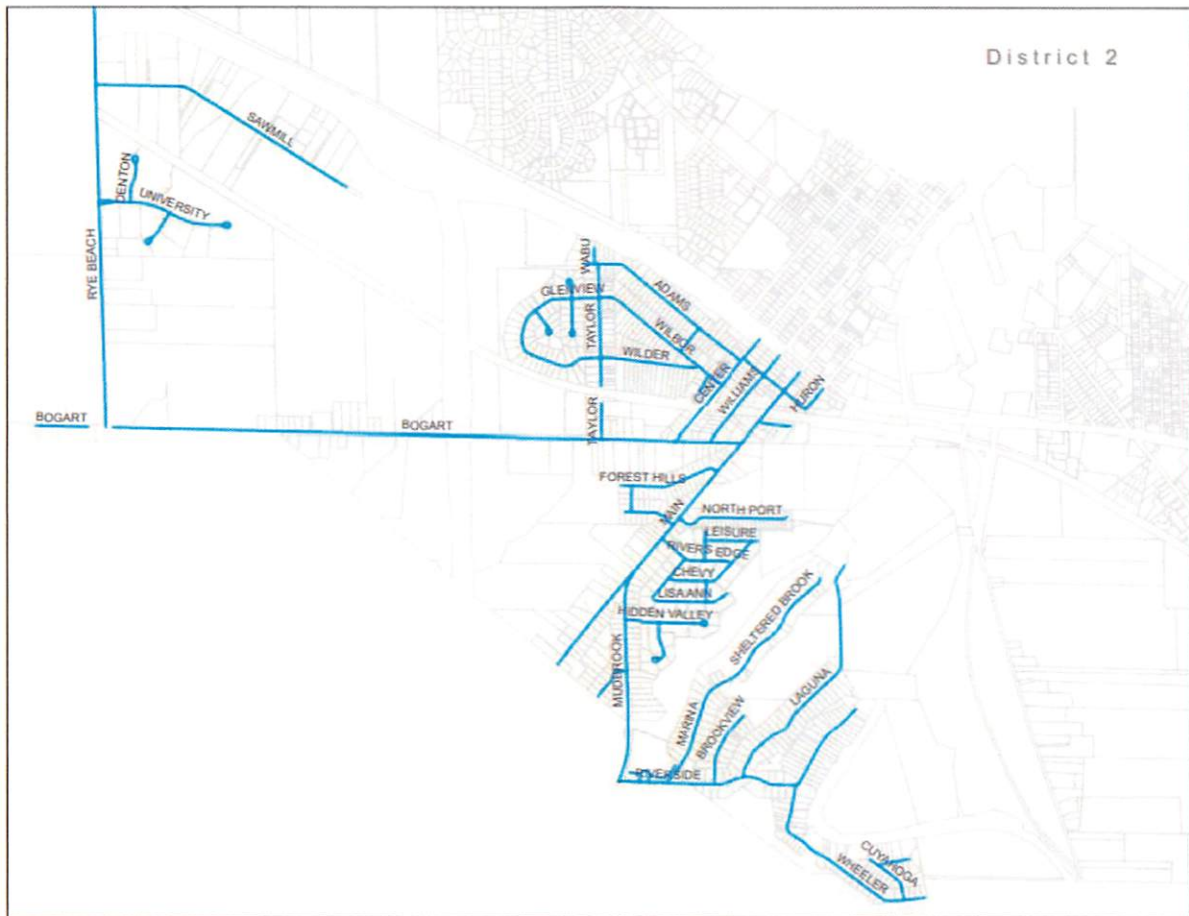 District 2
SAWMILL
DENTON
UNIVERSITY
RYE BEACH
WABU
GLENVIEW
ADAMS
TAYLOR
WILBOR
WILDER
CENTER
WILLIAMS
HURON
BOGART
BOGART
TAYLOR
FOREST HILLS
MAIN
NORTH PORT
LEISURE
RIVERS EDGE
CHEVY
LISA ANN
HIDDEN VALLEY
SHELTERED BROOK
MUDBROOK
LAGUNA
MARINA
BROOKVIEW
RIVERSIDE
CUYAHOGA
WHEELER